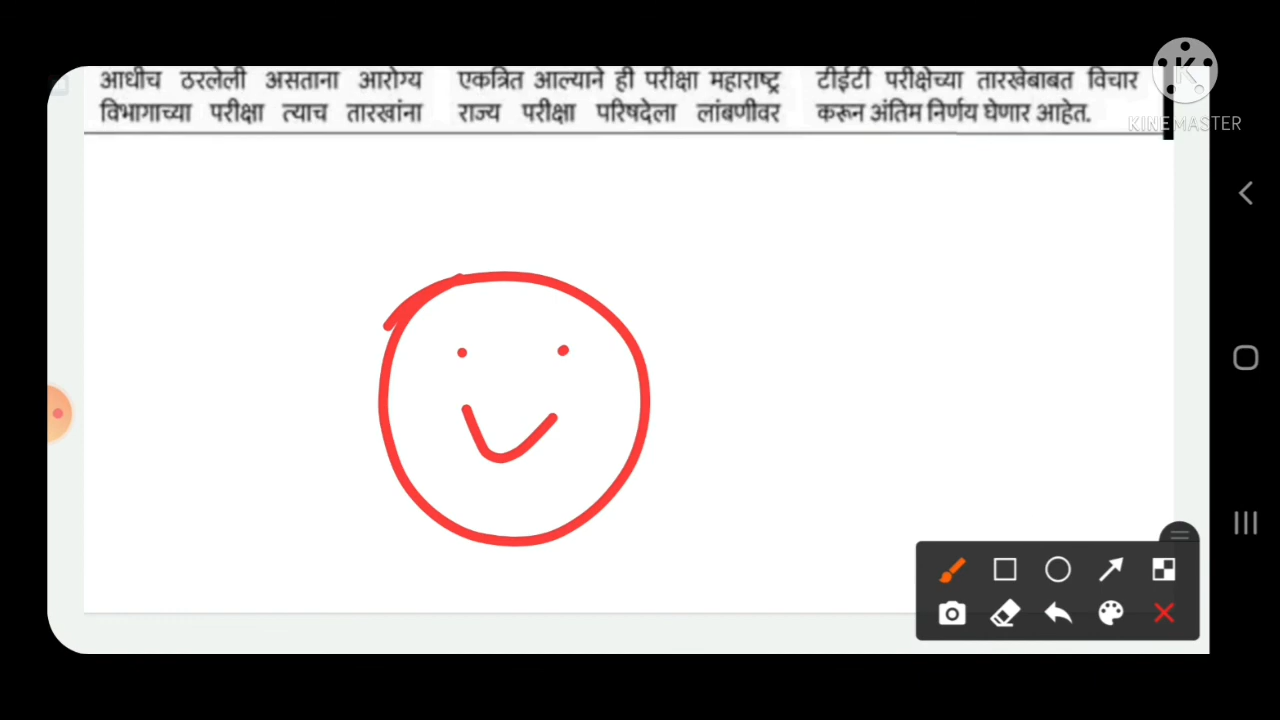 आधीच ठरलेली असताना आरोग्य
विभागाच्या परीक्षा त्याच तारखांना
एकत्रित आल्याने ही परीक्षा महाराष्ट्र
राज्य परीक्षा परिषदेला लांबणीवर
टीईटी परीक्षेच्या तारखेबाबत विचार
करून अंतिम निर्णय घेणार आहेत.
K
KINEMASTER